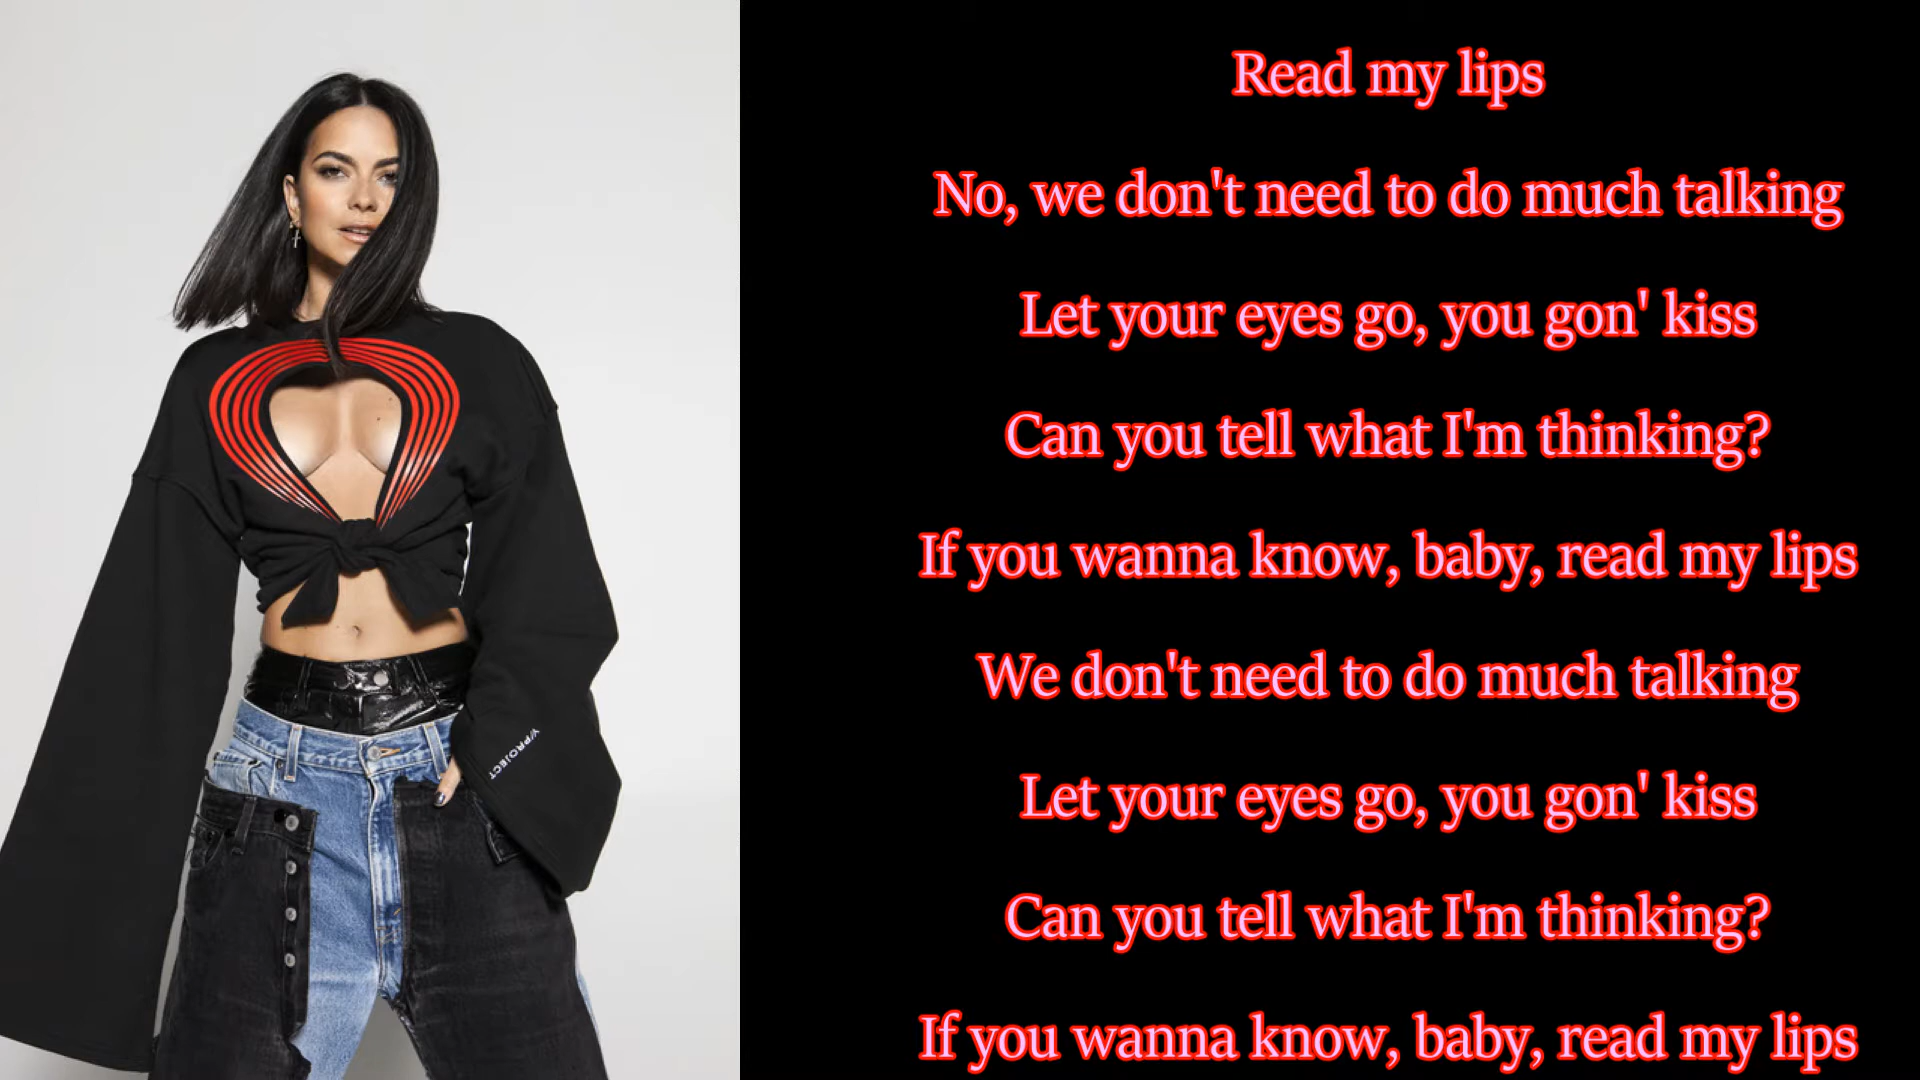 Read my lips
No, we don't need to do much talking
Let your eyes go, you gon' kiss
Can you tell what I'm thinking?
If you wanna know, baby, read my lips
We don't need to do much talking
Let your eyes go, you gon' kiss
Can you tell what I'm thinking?
If you wanna know, baby, read my lips
Y/PROJECT